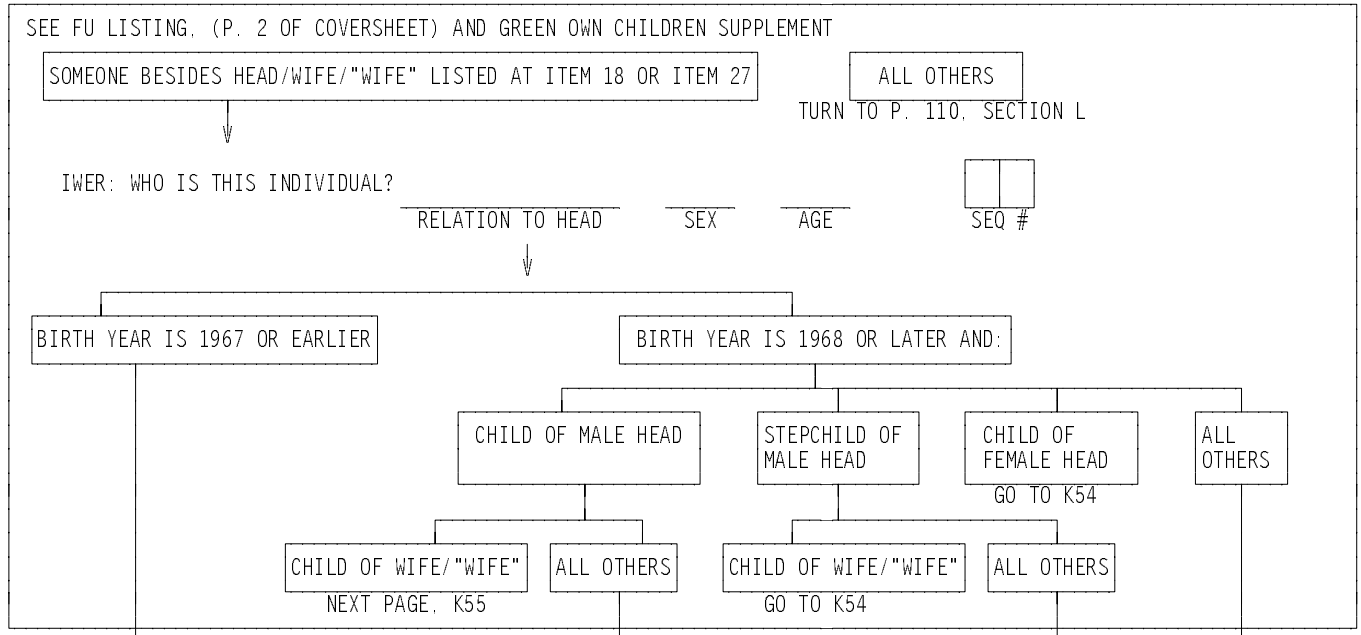 SEE FU LISTING, (P. 2 OF COVERSHEET) AND GREEN OWN CHILDREN SUPPLEMENT
SOMEONE BESIDES HEAD/WIFE/"WIFE" LISTED AT ITEM 18 OR ITEM 27
ALL OTHERS
TURN TO P. 110, SECTION L
IWER: WHO IS THIS INDIVIDUAL?
RELATION TO HEAD SEX AGE SEQ #
BIRTH YEAR IS 1967 OR EARLIER
BIRTH YEAR IS 1968 OR LATER AND:
CHILD OF MALE HEAD
STEPCHILD OF
MALE HEAD
CHILD OF
FEMALE HEAD
GO TO K54
ALL
OTHERS
CHILD OF WIFE/"WIFE"
NEXT PAGE, K55
ALL OTHERS
CHILD OF WIFE/"WIFE"
GO TO K54
ALL OTHERS